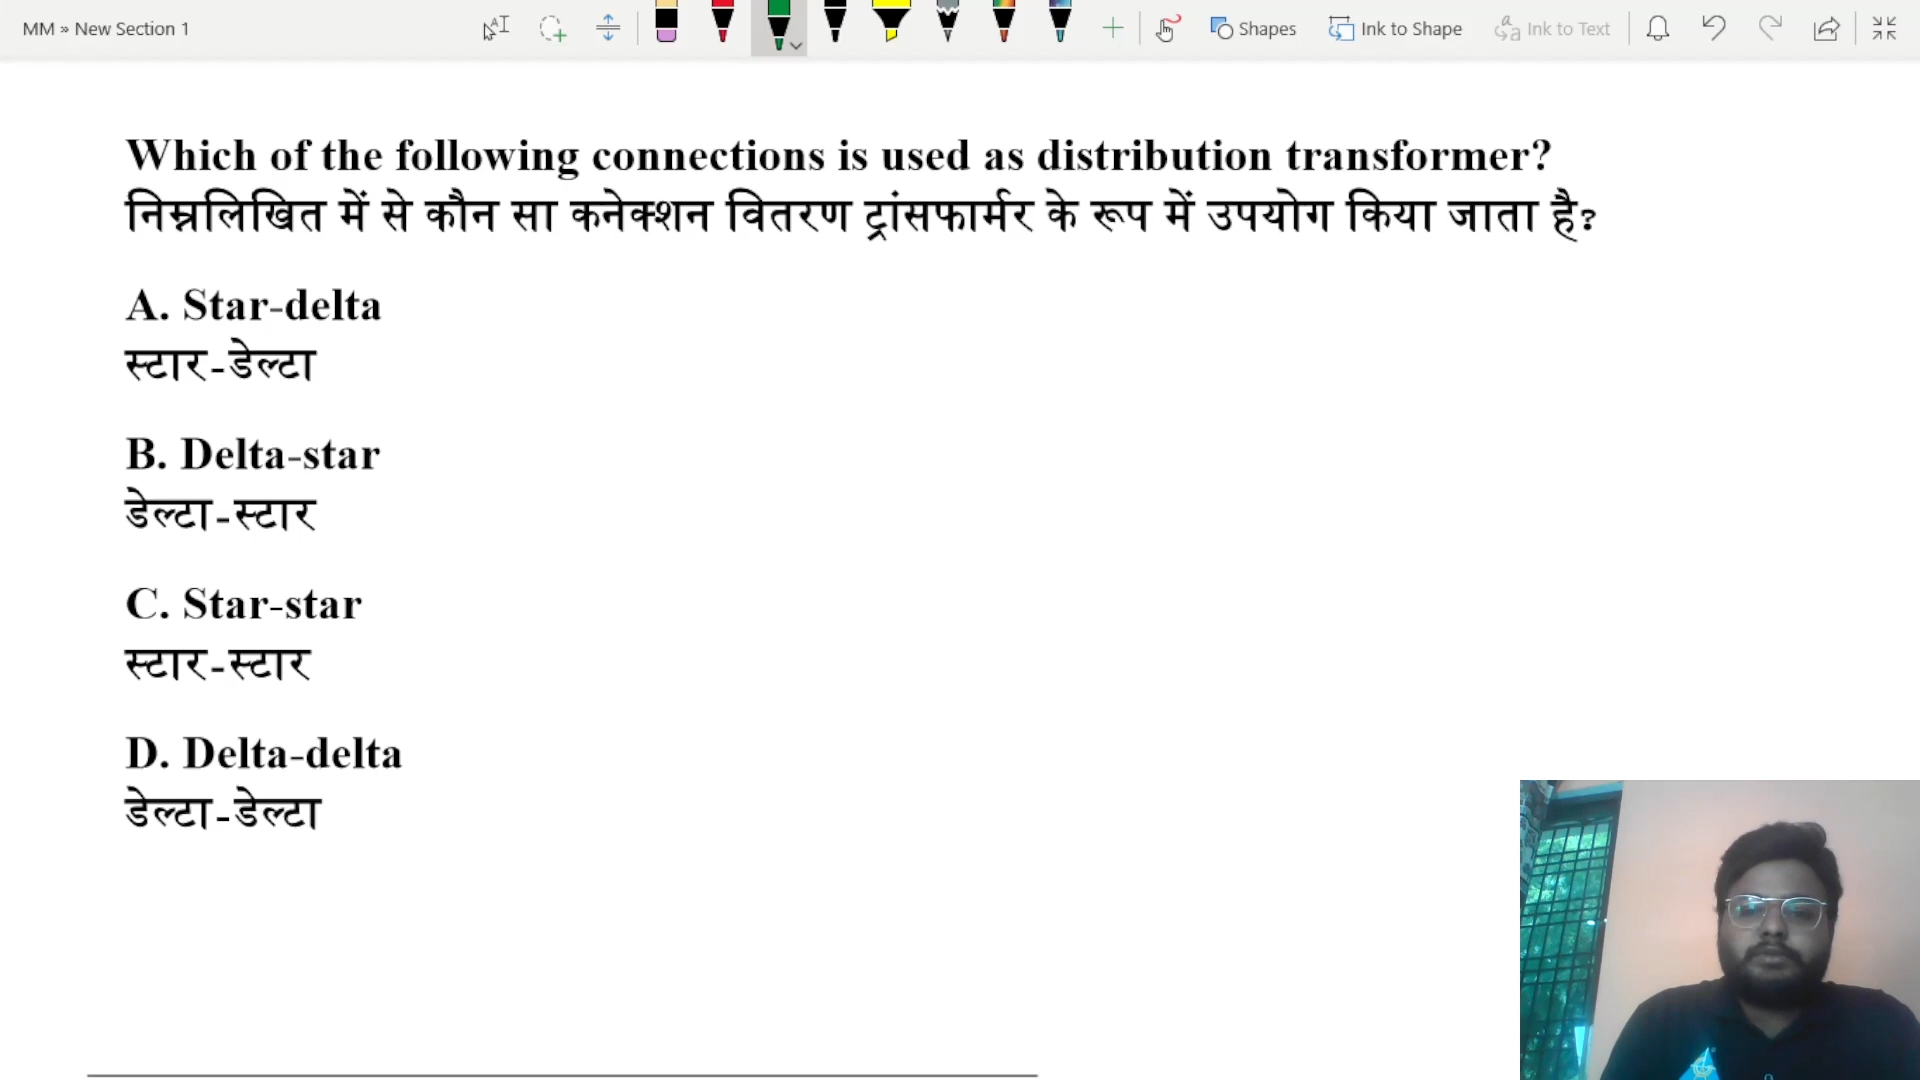 MM » New Section 1
Shapes
Ink to Shape
Ink to Text
Which of the following connections is used as distribution transformer?
निम्नलिखित में से कौन सा कनेक्शन वितरण ट्रांसफार्मर के रूप में उपयोग किया जाता है?
A. Star-delta
स्टार-डेल्टा
B. Delta-star
डेल्टा-स्टार
C. Star-star
स्टार-स्टार
D. Delta-delta
डेल्टा-डेल्टा